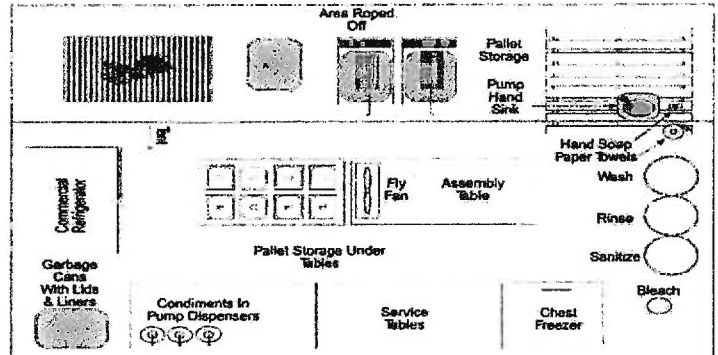 Area Roped
Off
Pallet
Storage
Pump
Hand
Sink
Hand Soap
Paper Towels
Commercial
Refrigerator
Fly
Fan
Assembly
Table
Wash
Rinse
Sanitize
Pallet Storage Under
Tables
Garbage
Cans
With Lids
& Liners
Condiments In
Pump Dispensers
Service
Tables
Chest
Freezer
Bleach